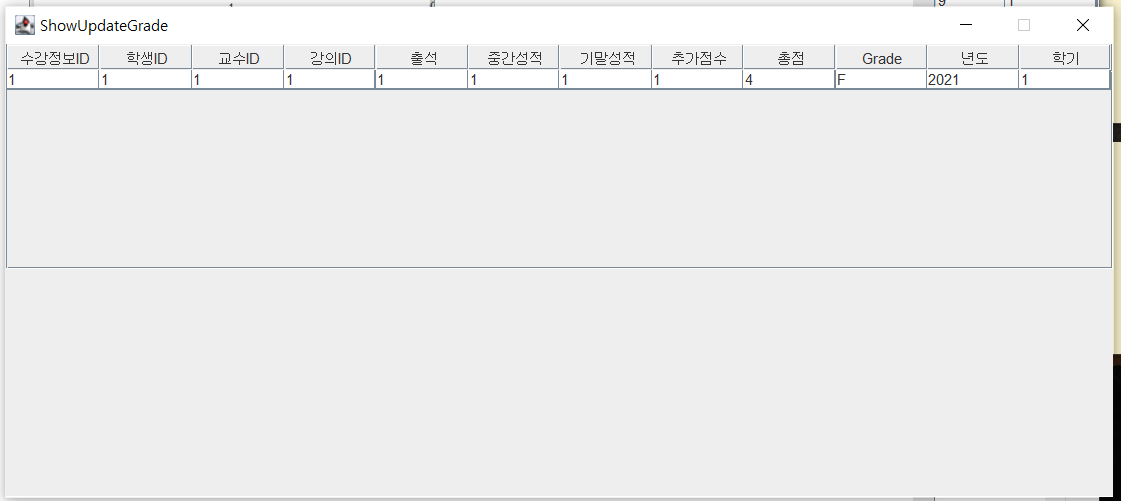 ShowUpdateGrade
수강정보ID 학생ID 교수ID 강의ID 출석 중간성적 기말성적 추가점수 총점 Grade 년도 학기
1 1 1 1 1 1 1 1 4 F 2021 1